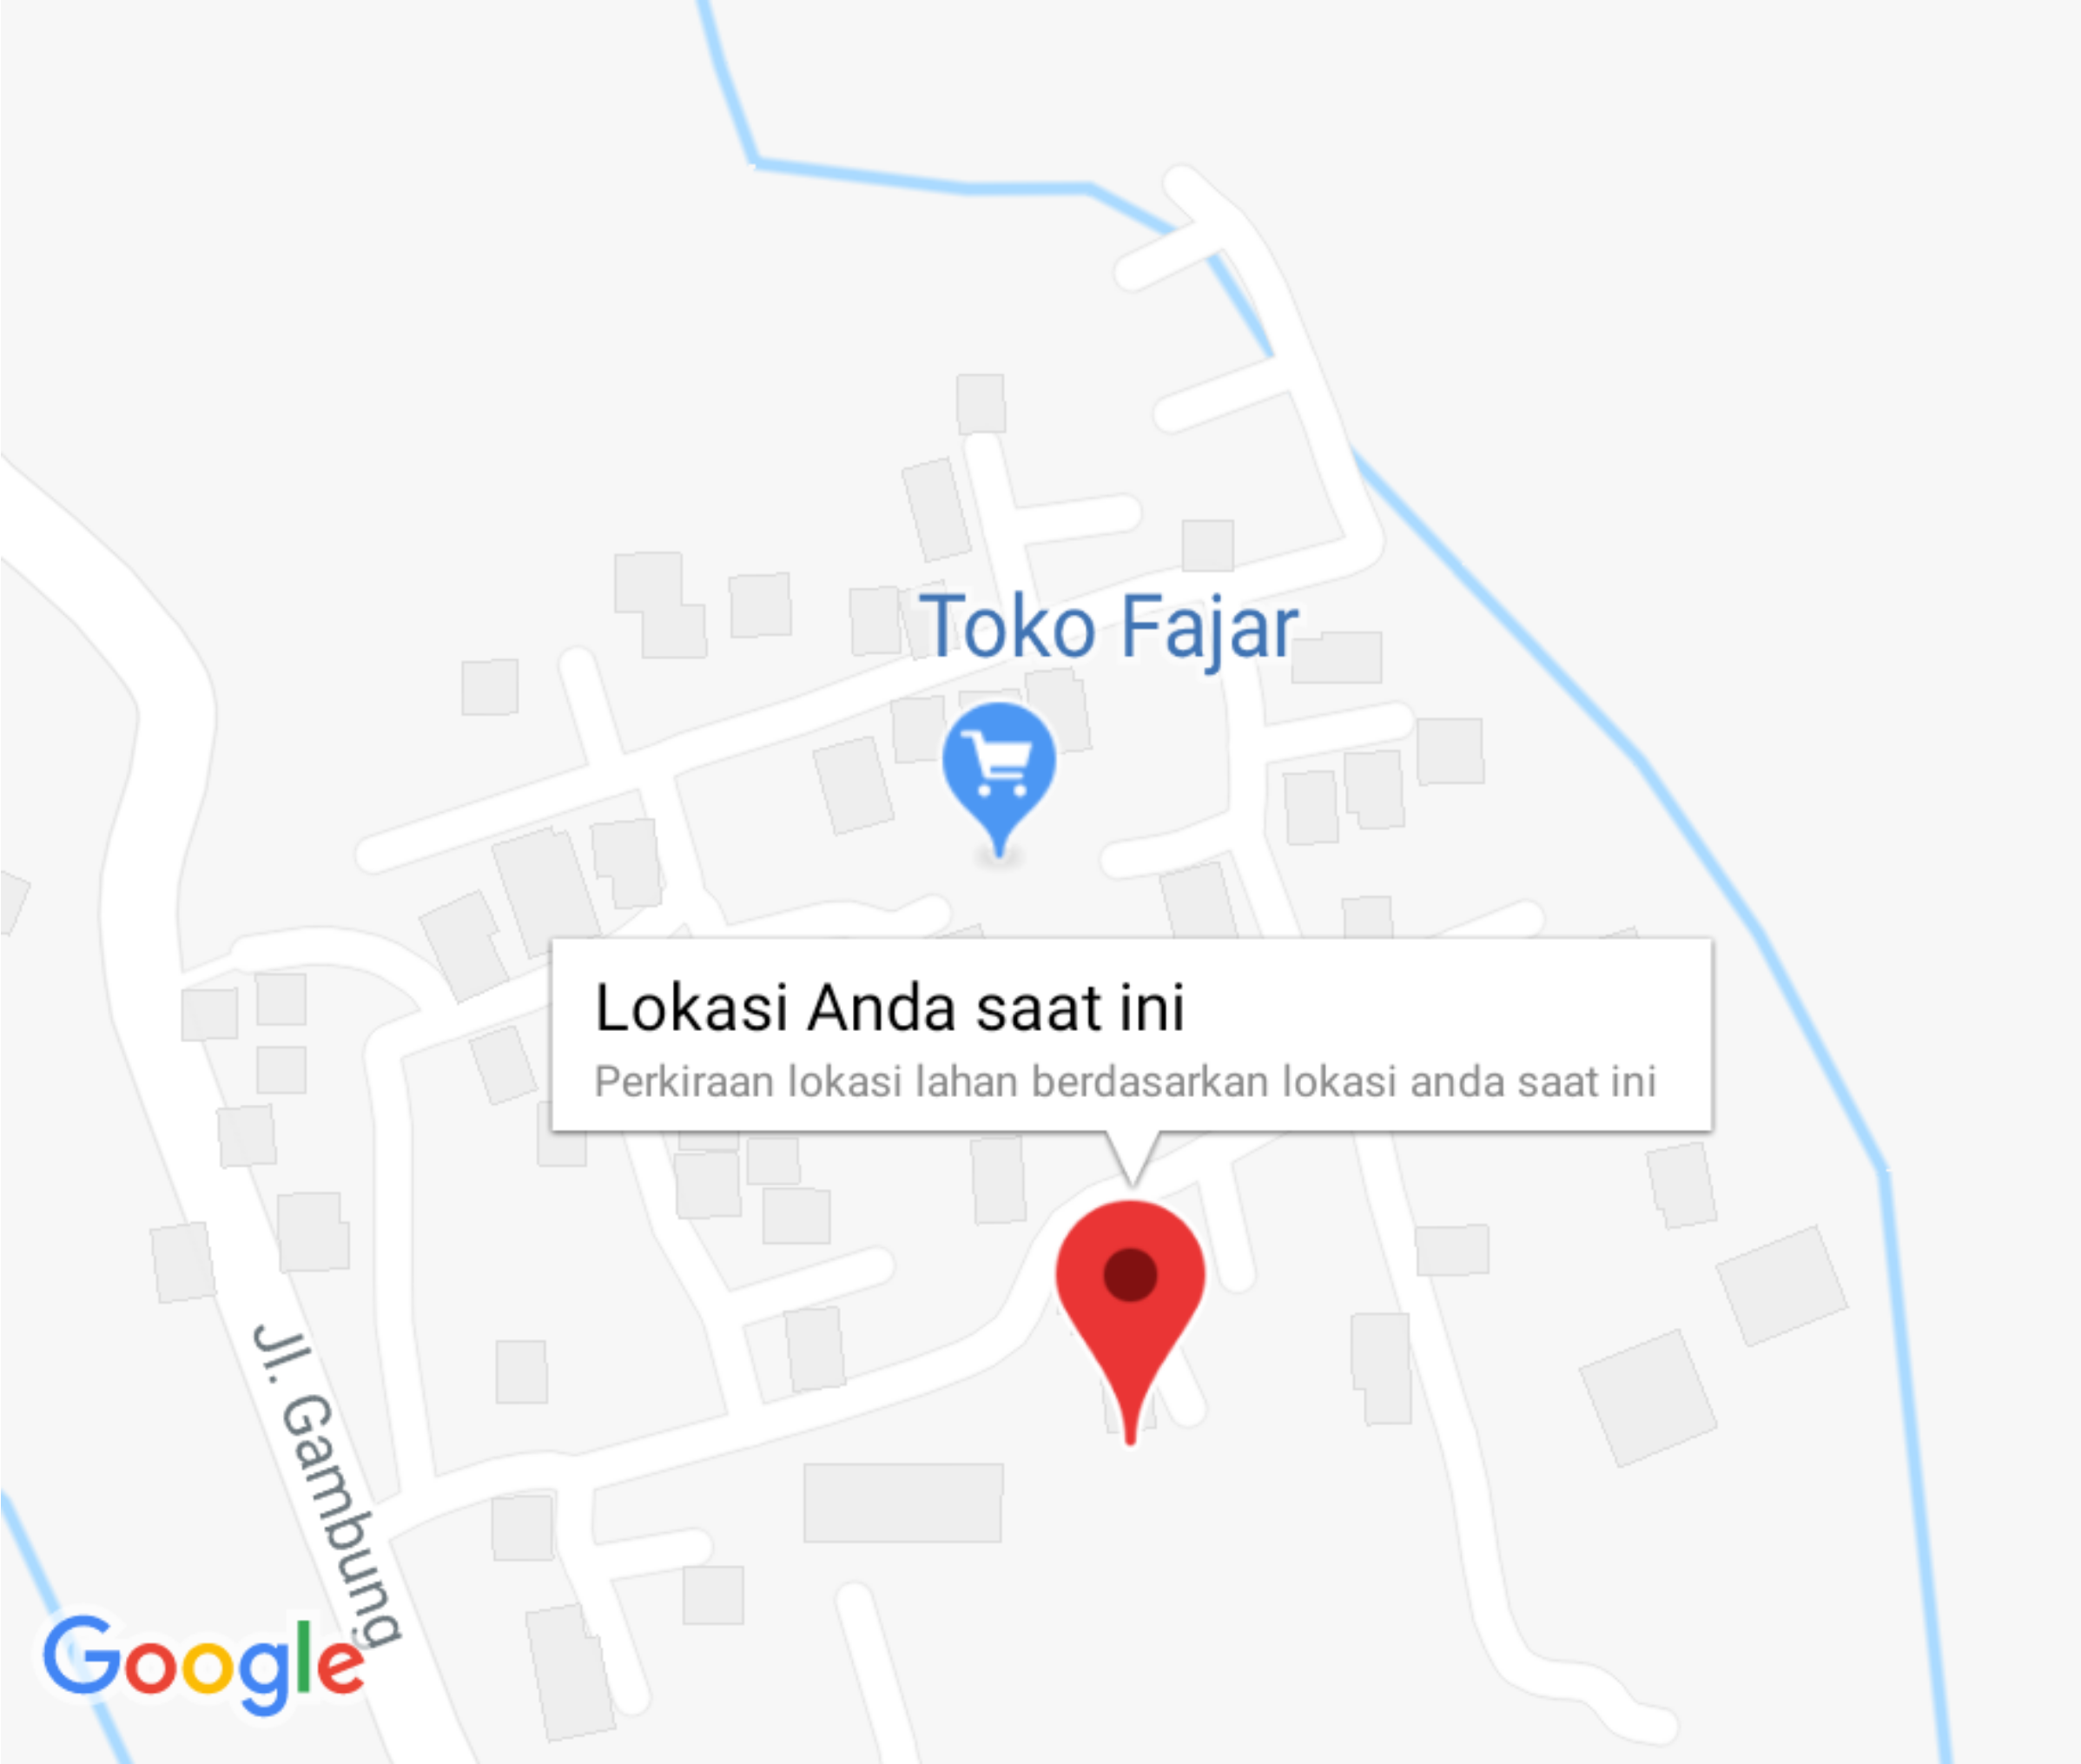 Toko Fajar
Lokasi Anda saat ini
Perkiraan lokasi lahan berdasarkan lokasi anda saat ini
Jl. Gambung
Google